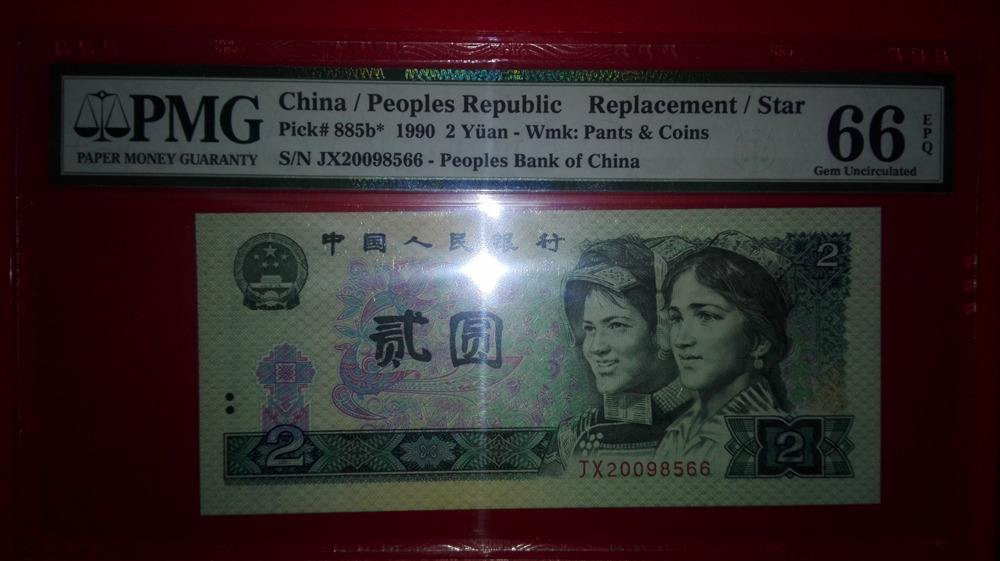 PMG
PAPER MONEY GUARANTY
China / Peoples Republic Replacement / Star
Pick# 885b* 1990 2 Yüan - Wmk: Pants & Coins
S/N JX20098566 - Peoples Bank of China
66
EPQ
Gem Uncirculated
中国人民银行
2
贰圆
2
JX20098566
2